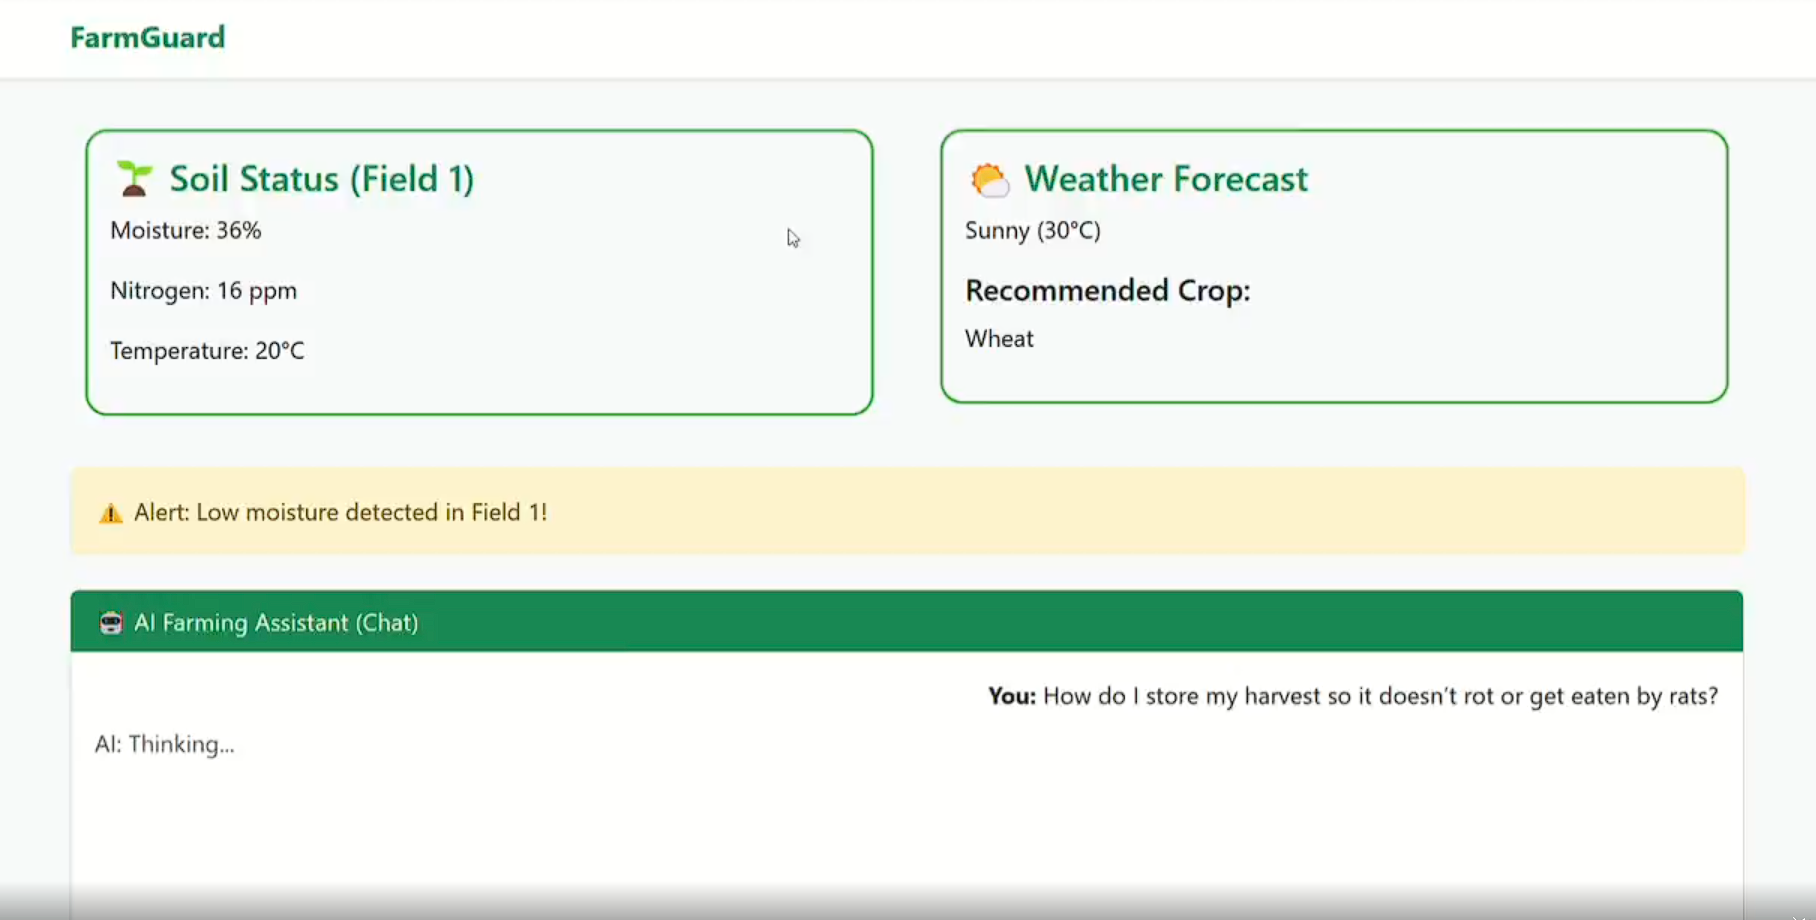 FarmGuard
Soil Status (Field 1)
Moisture: 36%
Nitrogen: 16 ppm
Temperature: 20°C
Weather Forecast
Sunny (30°C)
Recommended Crop:
Wheat
Alert: Low moisture detected in Field 1!
AI Farming Assistant (Chat)
You: How do I store my harvest so it doesn’t rot or get eaten by rats?
AI: Thinking...